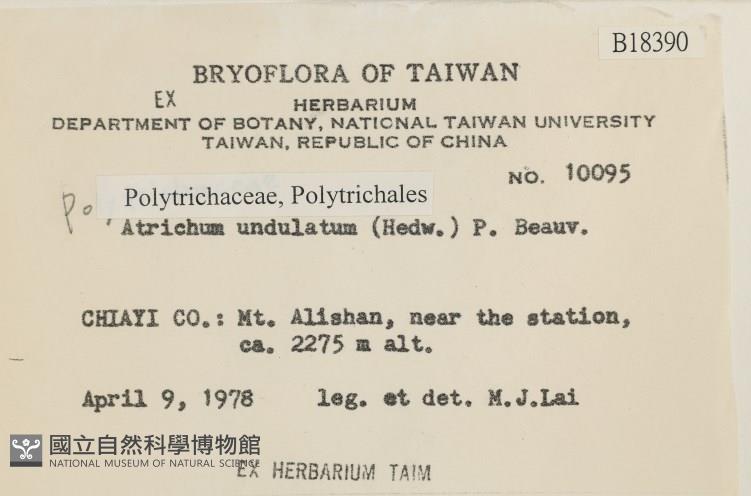 B18390
BRYOFLORA OF TAIWAN
EX
HERBARIUM
DEPARTMENT OF BOTANY, NATIONAL TAIWAN UNIVERSITY
TAIWAN, REPUBLIC OF CHINA
NO. 10095
Polytrichaceae, Polytrichales
Atrichum undulatum (Hedw.) P. Beauv.
CHIAYI CO.: Mt. Alishan, near the station,
ca. 2275 m alt.
April 9, 1978 leg. et det. M.J.Lai
國立自然科學博物館
NATIONAL MUSEUM OF NATURAL SCIENCE
EX HERBARIUM TAIM